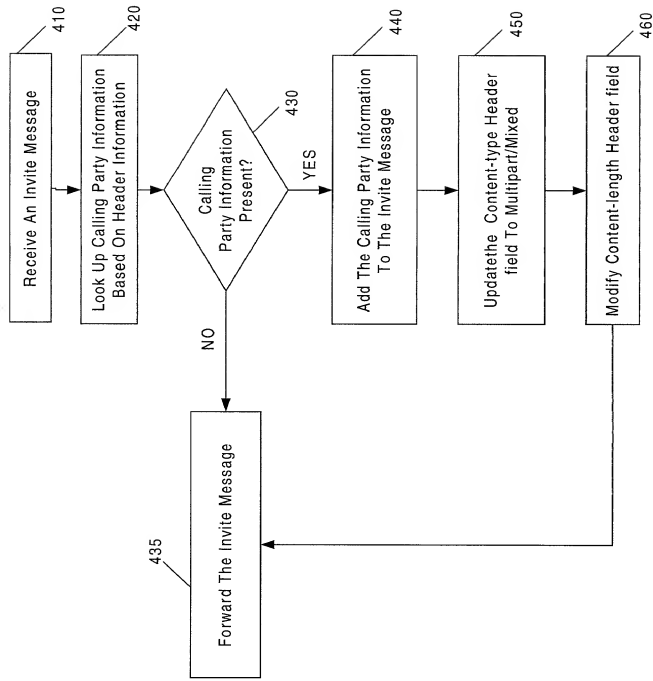 410
Receive An Invite Message
420
Look Up Calling Party Information
Based On Header Information
430
Calling
Party Information
Present?
NO
YES
435
Forward The Invite Message
440
Add The Calling Party Information
To The Invite Message
450
Updatethe Content-type Header
field To Multipart/Mixed
460
Modify Content-length Header field